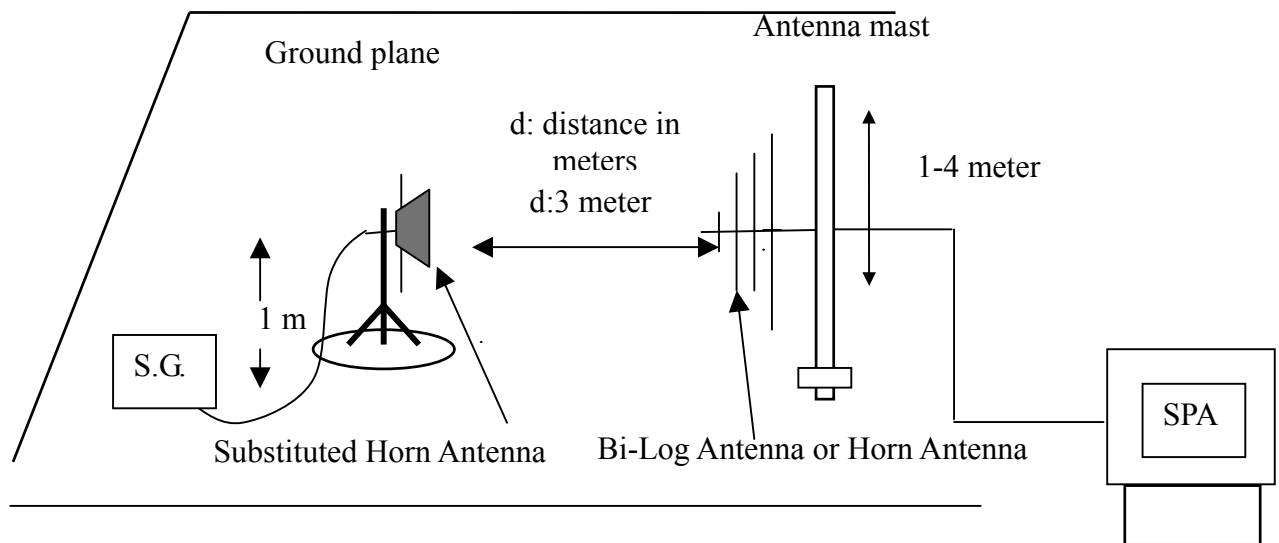 Antenna mast
Ground plane
d: distance in
meters
d:3 meter
1-4 meter
1 m
S.G.
SPA
Substituted Horn Antenna
Bi-Log Antenna or Horn Antenna